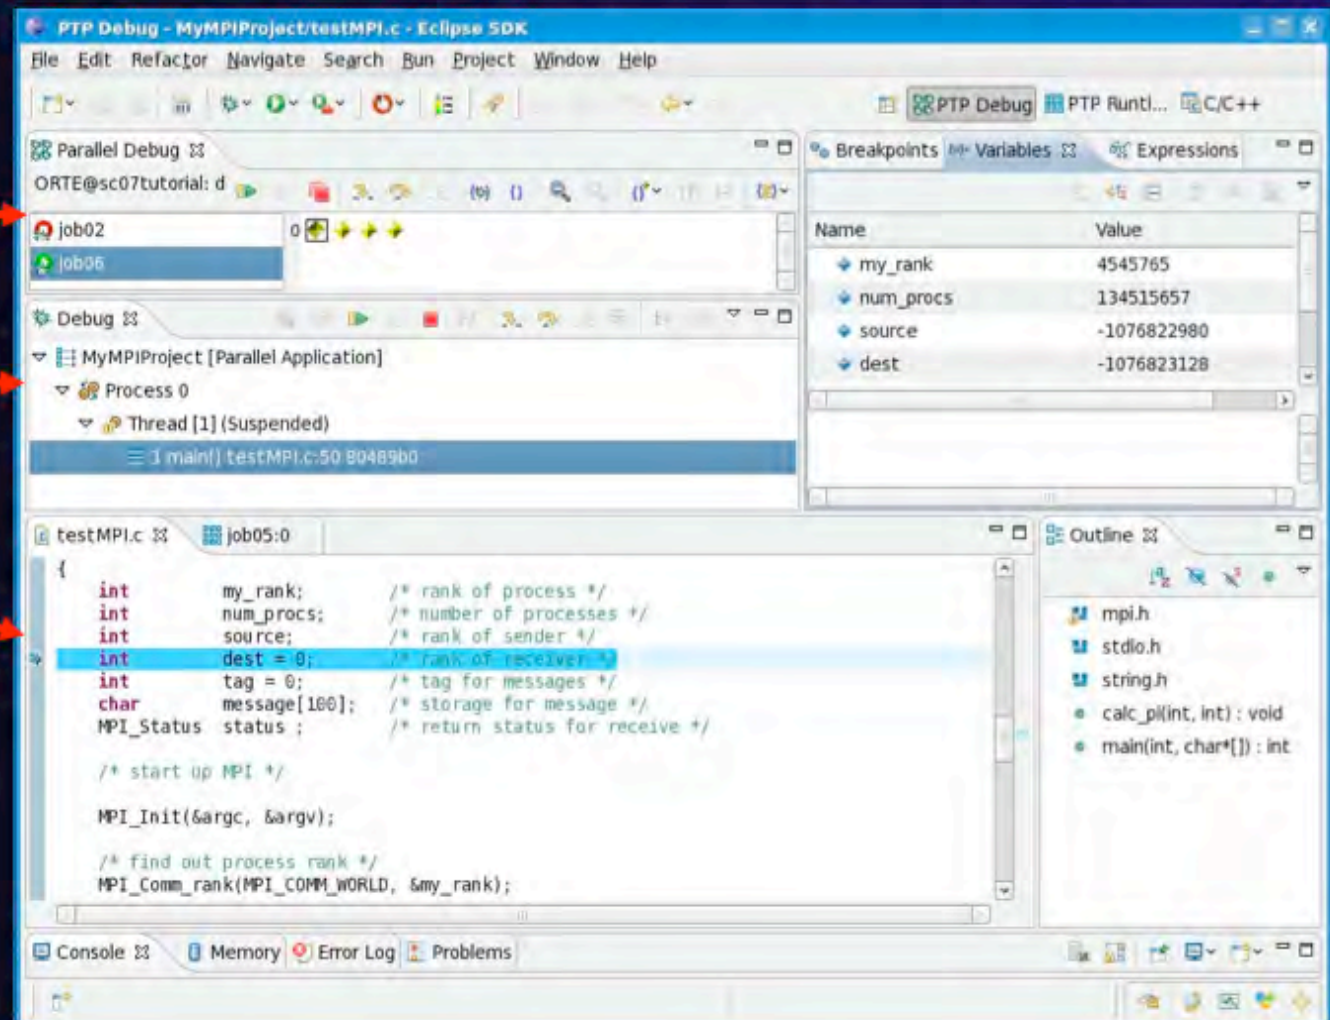 PTP Debug - MyMPIProject/testMPI.c - Eclipse SDK
File Edit Refactor Navigate Search Run Project Window Help
PTP Debug PTP Runti... C/C++
Parallel Debug
Breakpoints Variables Expressions
ORTE@sc07tutorial: d
job02 0
job06
Name Value
my_rank 4545765
num_procs 134515657
source -1076822980
dest -1076823128
Debug
MyMPIProject [Parallel Application]
Process 0
Thread [1] (Suspended)
1 main() testMPI.c:50 80489b0
testMPI.c job05:0
{
int my_rank; /* rank of process */
int num_procs; /* number of processes */
int source; /* rank of sender */
int dest = 0; /* rank of receiver */
int tag = 0; /* tag for messages */
char message[100]; /* storage for message */
MPI_Status status ; /* return status for receive */
/* start up MPI */
MPI_Init(&argc, &argv);
/* find out process rank */
MPI_Comm_rank(MPI_COMM_WORLD, &my_rank);
Outline
mpi.h
stdio.h
string.h
calc_pi(int, int) : void
main(int, char*[]) : int
Console Memory Error Log Problems